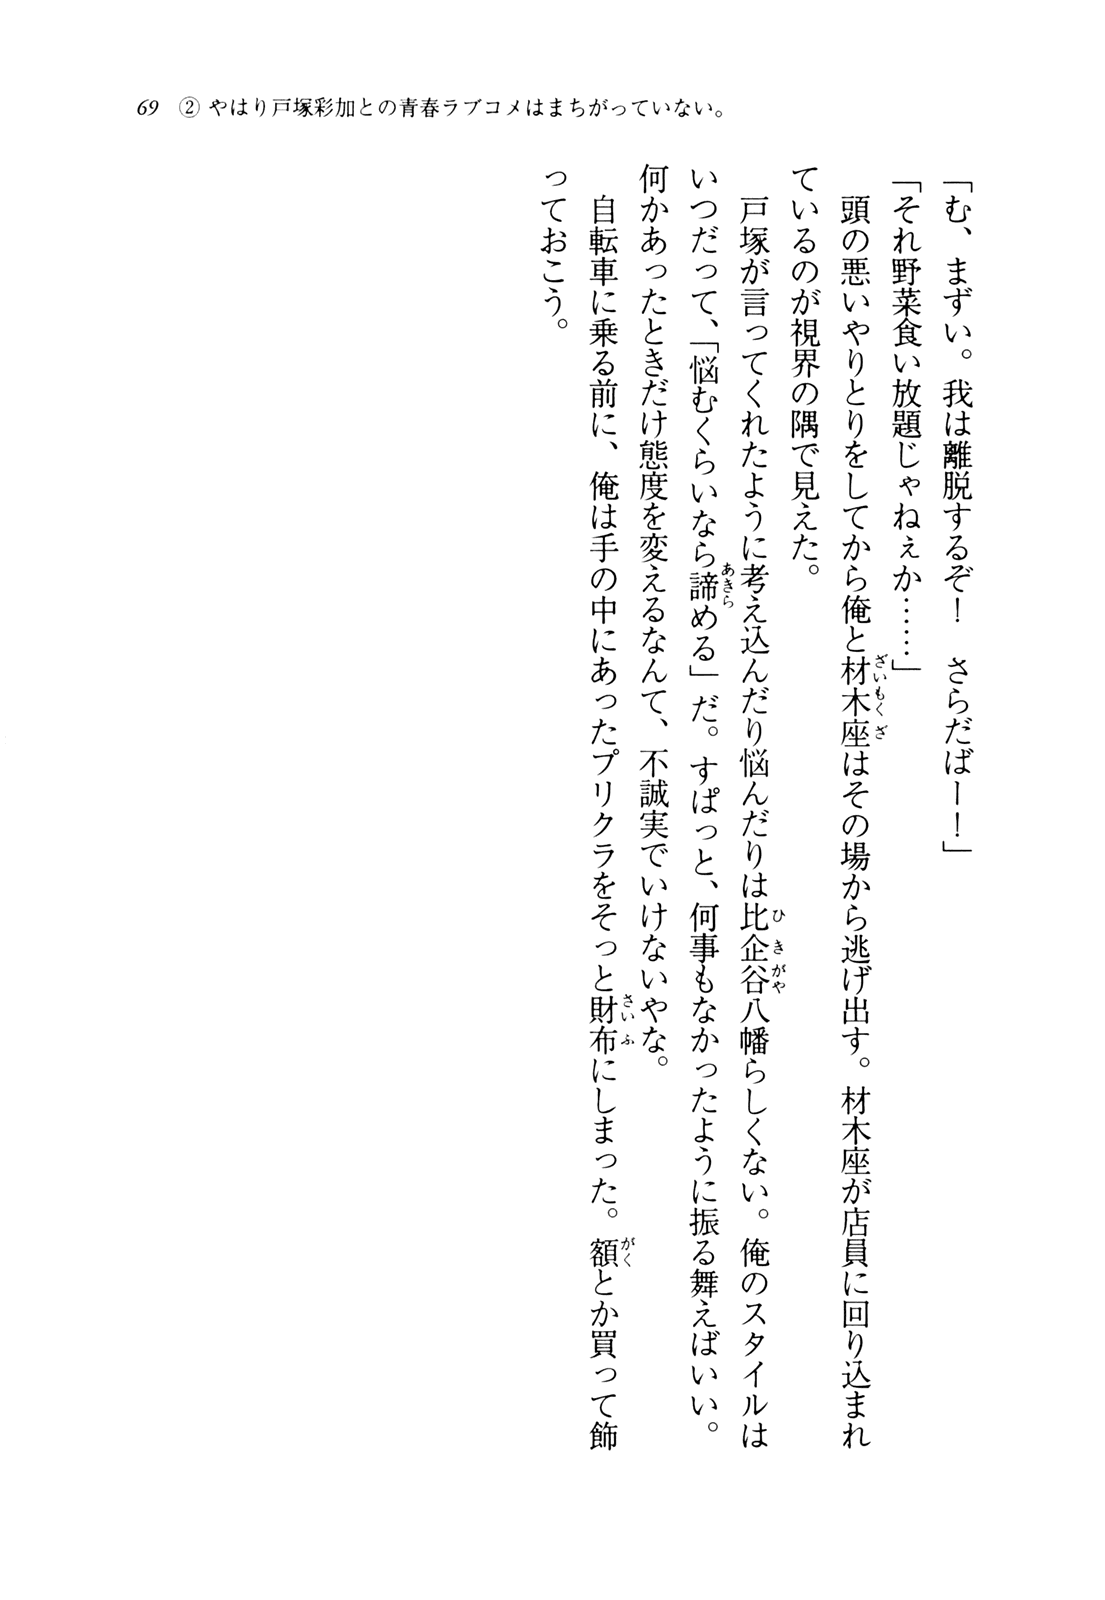 69 ② やはり戸塚彩加との青春ラブコメはまちがっていない。
「む、まずい。我は離脱するぞ！　さらだばー！」
「それ野菜食い放題じゃねぇか……」
　頭の悪いやりとりをしてから俺と材木座はその場から逃げ出す。材木座が店員に回り込まれ
ているのが視界の隅で見えた。
　戸塚が言ってくれたように考え込んだり悩んだりは比企谷八幡らしくない。俺のスタイルは
いつだって、「悩むくらいなら諦める」だ。すぱっと、何事もなかったように振る舞えばいい。
何かあったときだけ態度を変えるなんて、不誠実でいけないやな。
　自転車に乗る前に、俺は手の中にあったプリクラをそっと財布にしまった。額とか買って飾
っておこう。